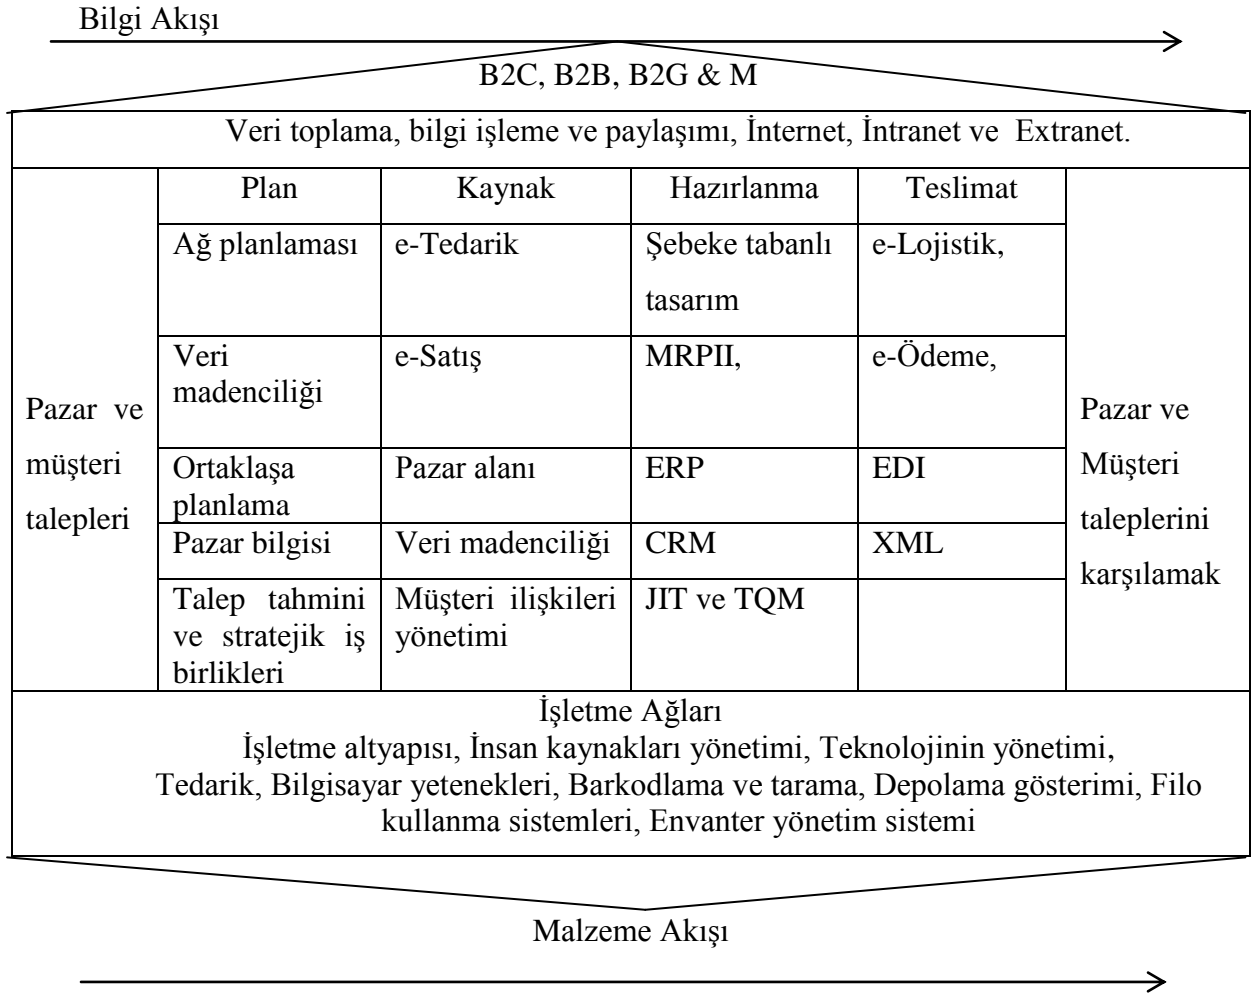 Bilgi Akışı
B2C, B2B, B2G & M
Veri toplama, bilgi işleme ve paylaşımı, İnternet, İntranet ve Extranet.
Pazar ve
müşteri
talepleri
Plan
Kaynak
Hazırlanma
Teslimat
Ağ planlaması
e-Tedarik
Şebeke tabanlı
tasarım
e-Lojistik,
Veri
madenciliği
e-Satış
MRPII,
e-Ödeme,
Ortaklaşa
planlama
Pazar alanı
ERP
EDI
Pazar bilgisi
Veri madenciliği
CRM
XML
Talep tahmini
ve stratejik iş
birlikleri
Müşteri ilişkileri
yönetimi
JIT ve TQM
Pazar ve
Müşteri
taleplerini
karşılamak
İşletme Ağları
İşletme altyapısı, İnsan kaynakları yönetimi, Teknolojinin yönetimi,
Tedarik, Bilgisayar yetenekleri, Barkodlama ve tarama, Depolama gösterimi, Filo
kullanma sistemleri, Envanter yönetim sistemi
Malzeme Akışı